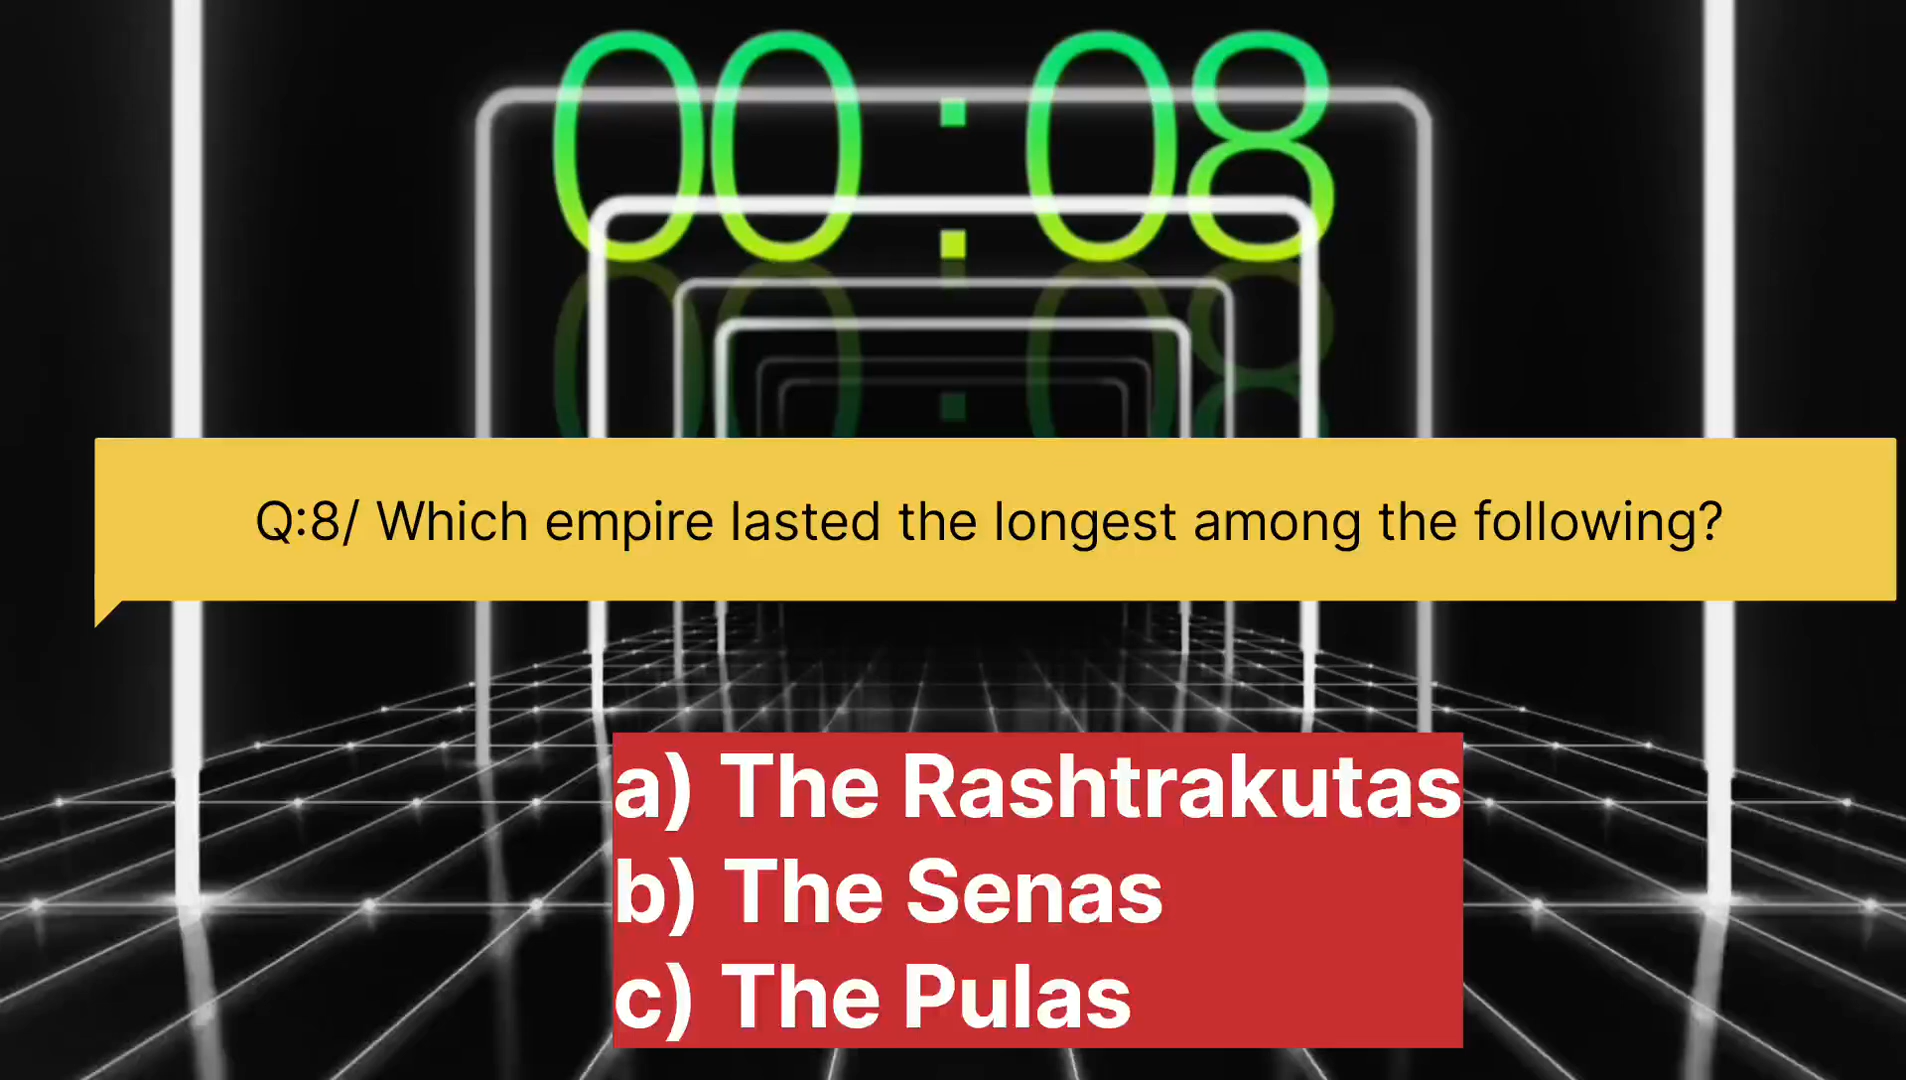 00:08
Q:8/ Which empire lasted the longest among the following?
a) The Rashtrakutas
b) The Senas
c) The Pulas